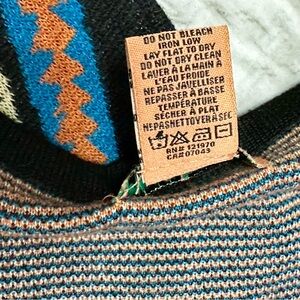 DO NOT BLEACH
IRON LOW
LAY FLAT TO DRY
DO NOT DRY CLEAN
LAVER À LA MAIN À
L'EAU FROIDE
NE PAS JAVELLISER
REPASSER À BASSE
TEMPÉRATURE
SÉCHER À PLAT
NE PAS NETTOYER À SEC
RN# 121970
CA# 07043